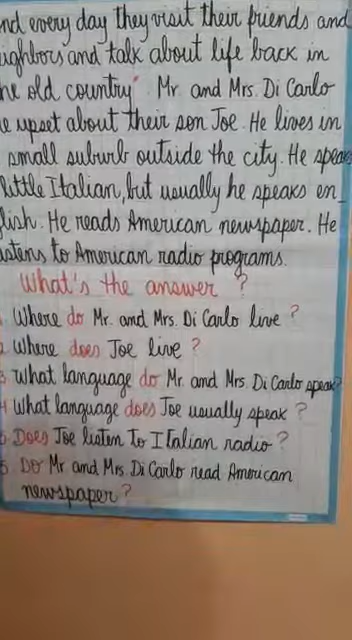 nd every day they visit their friends and
ighbors and talk about life back in
he old country" Mr. and Mrs. Di Carlo
e upset about their son Joe. He lives in
small suburb outside the city. He speaks
little Italian, but usually he speaks en_
lish. He reads American newspaper. He
istens to American radio programs.
What's the answer ?
Where do Mr. and Mrs. Di Carlo live ?
2 Where does Joe live ?
3 What language do Mr. and Mrs. Di Carlo speak?
4 What language does Joe usually speak ?
5. Does Joe listen to Italian radio ?
6. Do Mr and Mrs. Di Carlo read American
newspaper ?